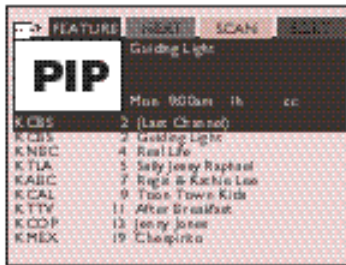 FEATURE NEXT SCAN
Guiding Light
PIP
Mon 9:00am 1h cc
KCBS 2 (Last Channel)
KCBS 2 Guiding Light
KNBC 4 Real Life
KTLA 5 Sally Jessy Raphael
KABC 7 Regis & Kathie Lee
KCAL 9 Toon Town Kids
KTTV 11 After Breakfast
KCOP 13 Jenny Jones
KMEX 19 Chespirito